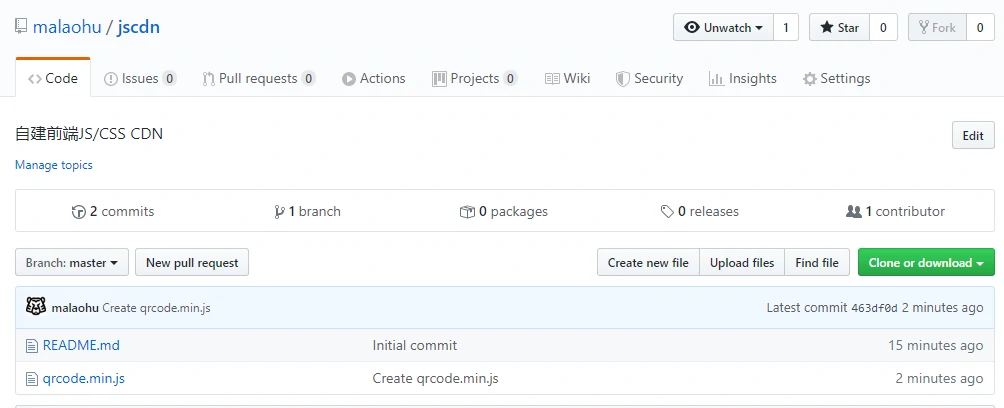 malaohu / jscdn
Unwatch 1 Star 0 Fork 0
Code Issues 0 Pull requests 0 Actions Projects 0 Wiki Security Insights Settings
自建前端JS/CSS CDN
Edit
Manage topics
2 commits 1 branch 0 packages 0 releases 1 contributor
Branch: master New pull request Create new file Upload files Find file Clone or download
malaohu Create qrcode.min.js Latest commit 463df0d 2 minutes ago
README.md Initial commit 15 minutes ago
qrcode.min.js Create qrcode.min.js 2 minutes ago